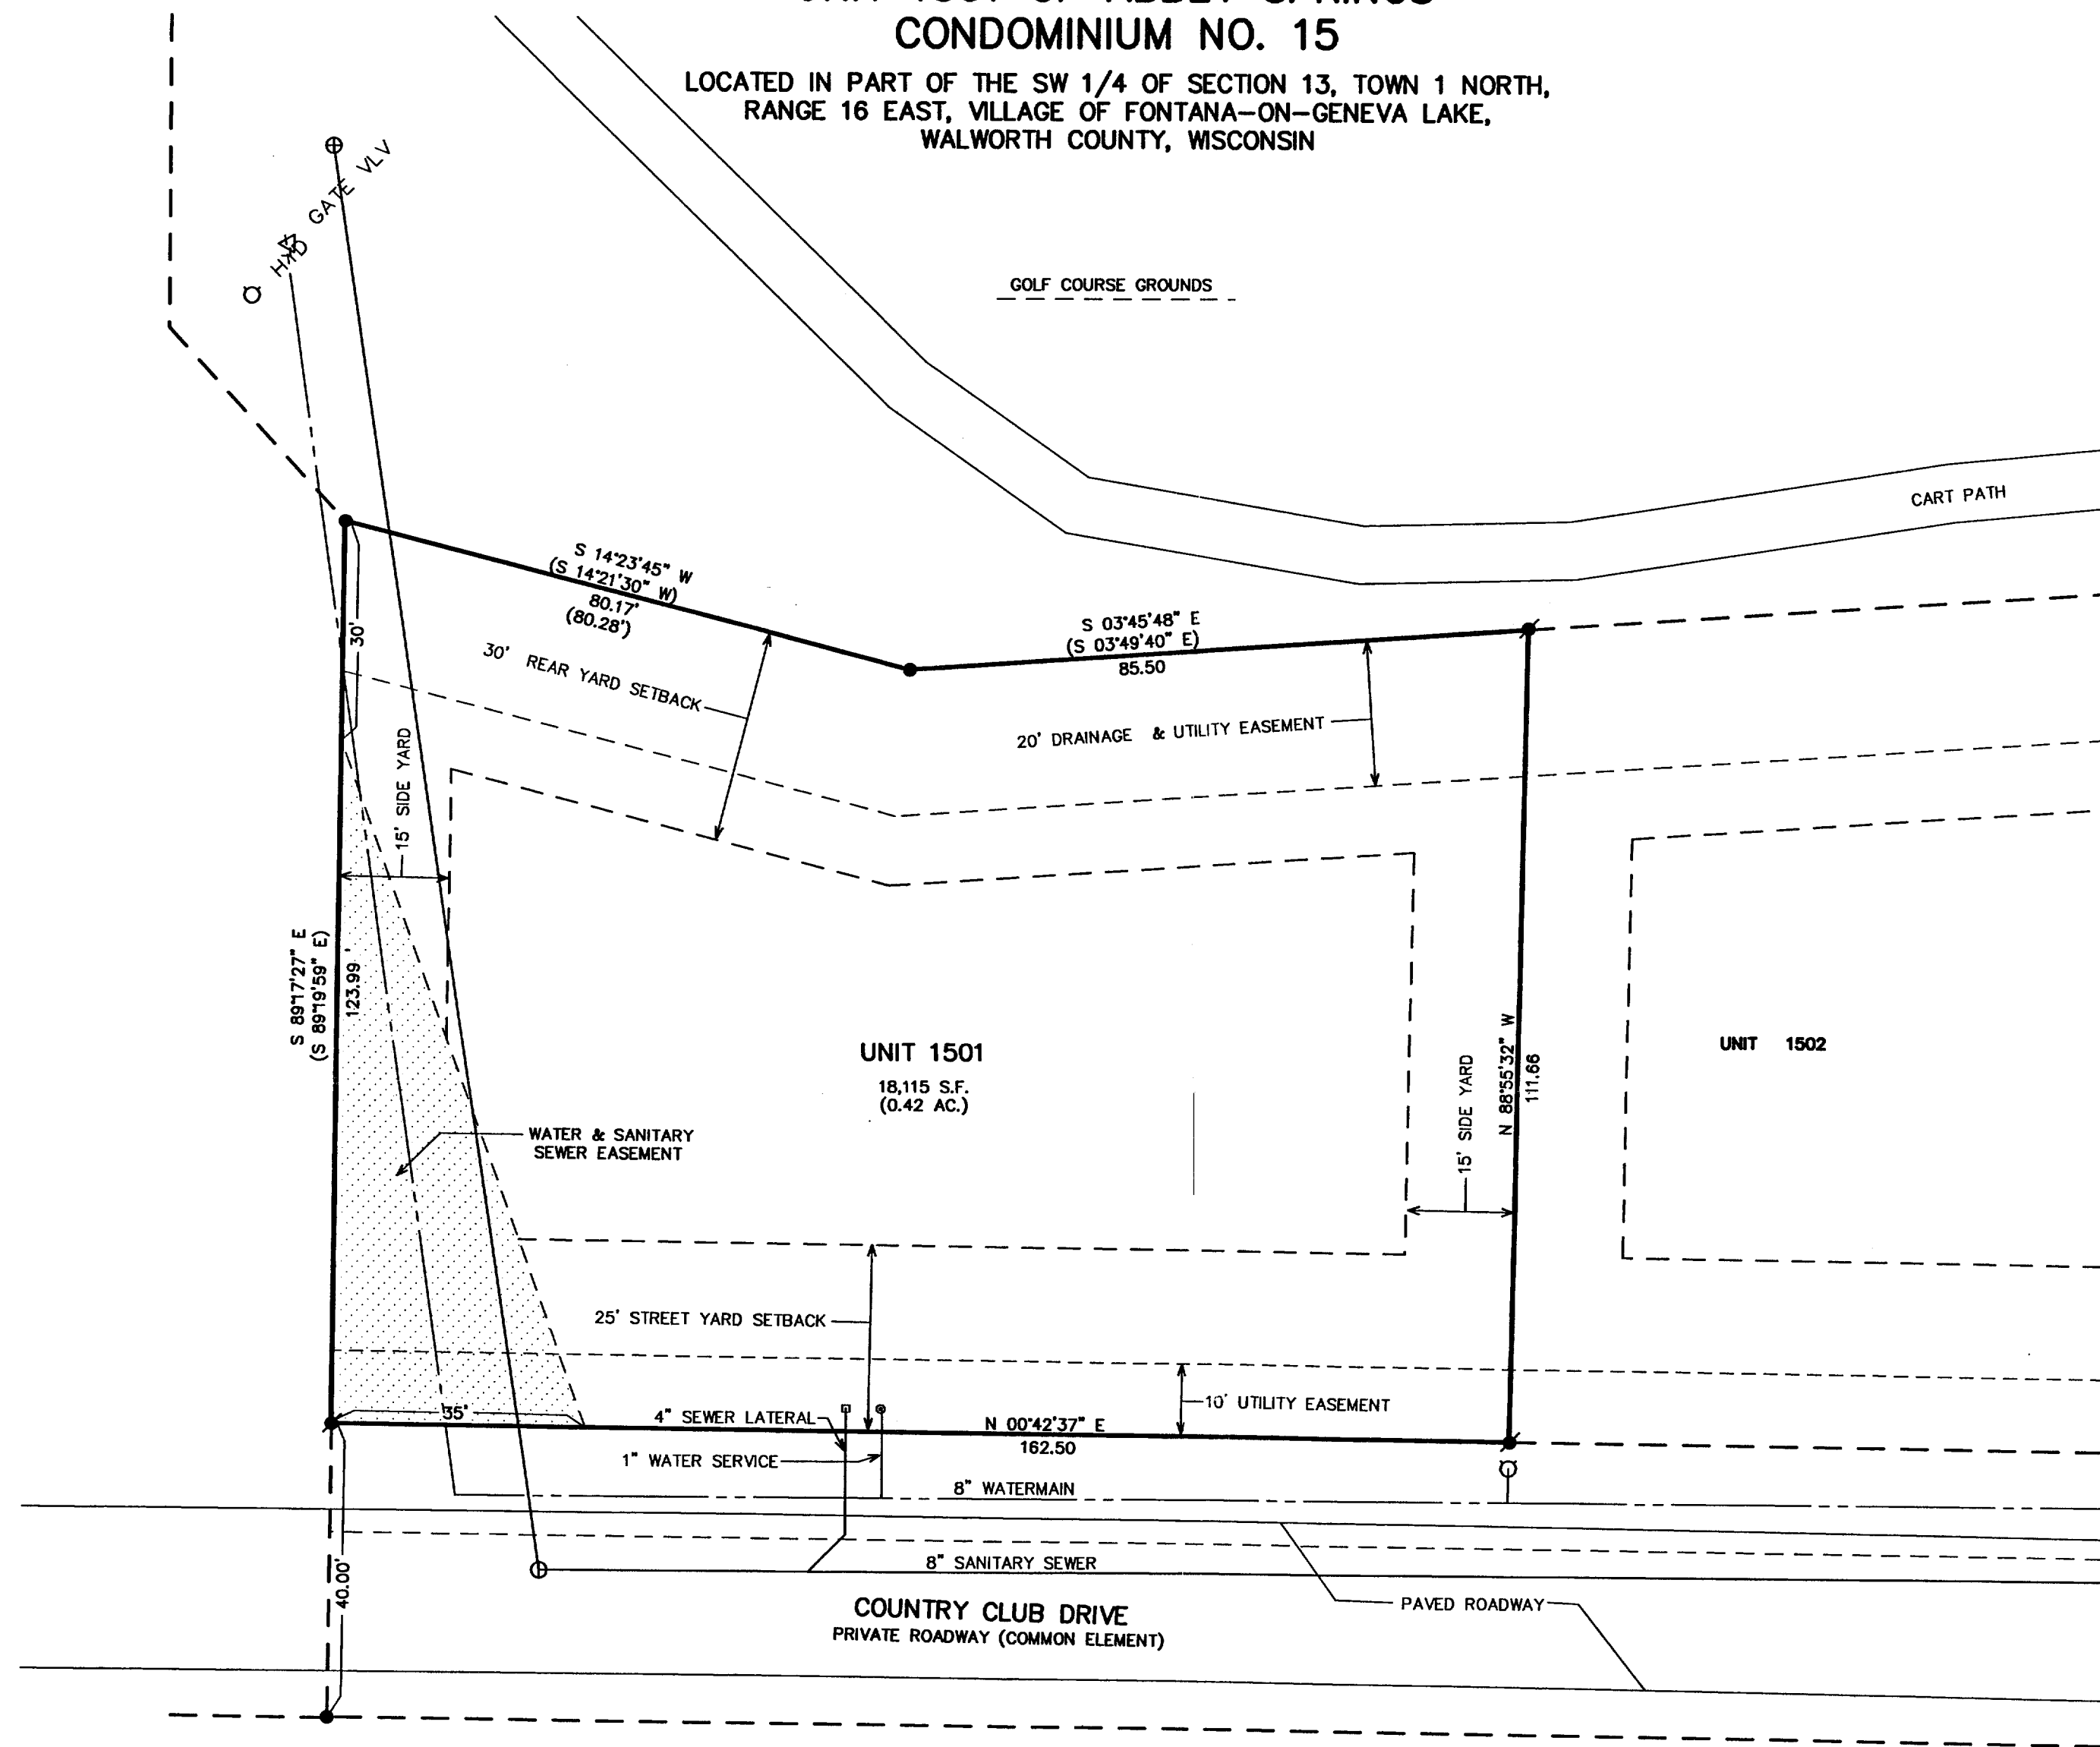 CONDOMINIUM NO. 15
LOCATED IN PART OF THE SW 1/4 OF SECTION 13, TOWN 1 NORTH,
RANGE 16 EAST, VILLAGE OF FONTANA-ON-GENEVA LAKE,
WALWORTH COUNTY, WISCONSIN
HYD
GATE VLV
GOLF COURSE GROUNDS
CART PATH
S 14°23'45" W
(S 14°21'30" W)
80.17'
(80.28')
S 03°45'48" E
(S 03°49'40" E)
85.50
30'
30' REAR YARD SETBACK
20' DRAINAGE & UTILITY EASEMENT
15' SIDE YARD
S 89°17'27" E
(S 89°19'59" E)
123.99 '
UNIT 1501
18,115 S.F.
(0.42 AC.)
N 88°55'32" W
111.66
15' SIDE YARD
UNIT 1502
WATER & SANITARY
SEWER EASEMENT
25' STREET YARD SETBACK
10' UTILITY EASEMENT
35'
4" SEWER LATERAL
N 00°42'37" E
162.50
1" WATER SERVICE
8" WATERMAIN
8" SANITARY SEWER
40.00'
PAVED ROADWAY
COUNTRY CLUB DRIVE
PRIVATE ROADWAY (COMMON ELEMENT)